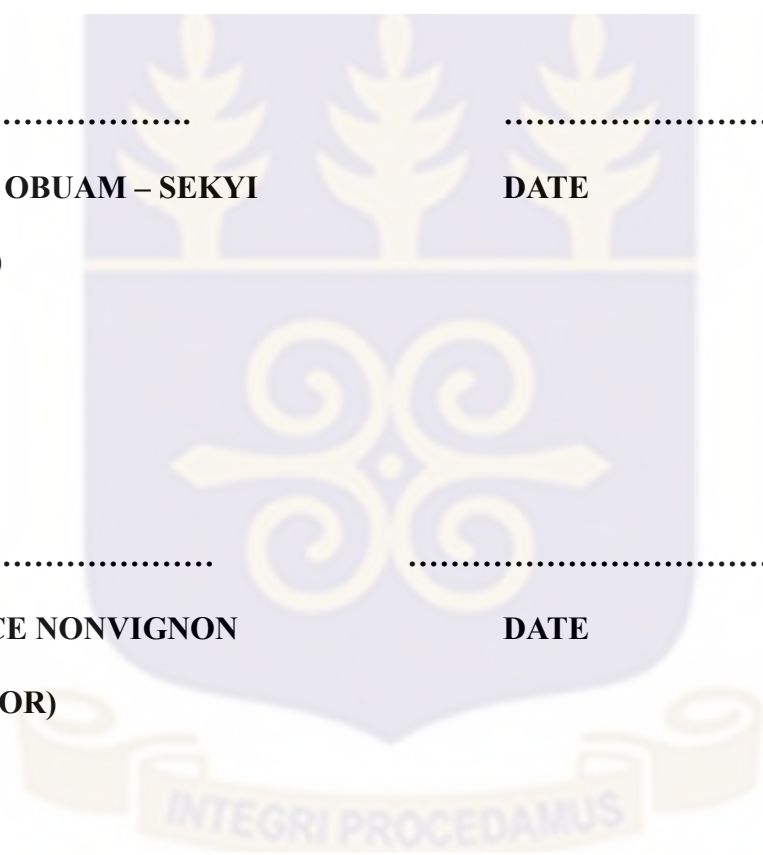 ……………………….. ………………………
OBUAM – SEKYI DATE
)
………………………… ……………………………
CE NONVIGNON DATE
OR)
INTEGRI PROCEDAMUS